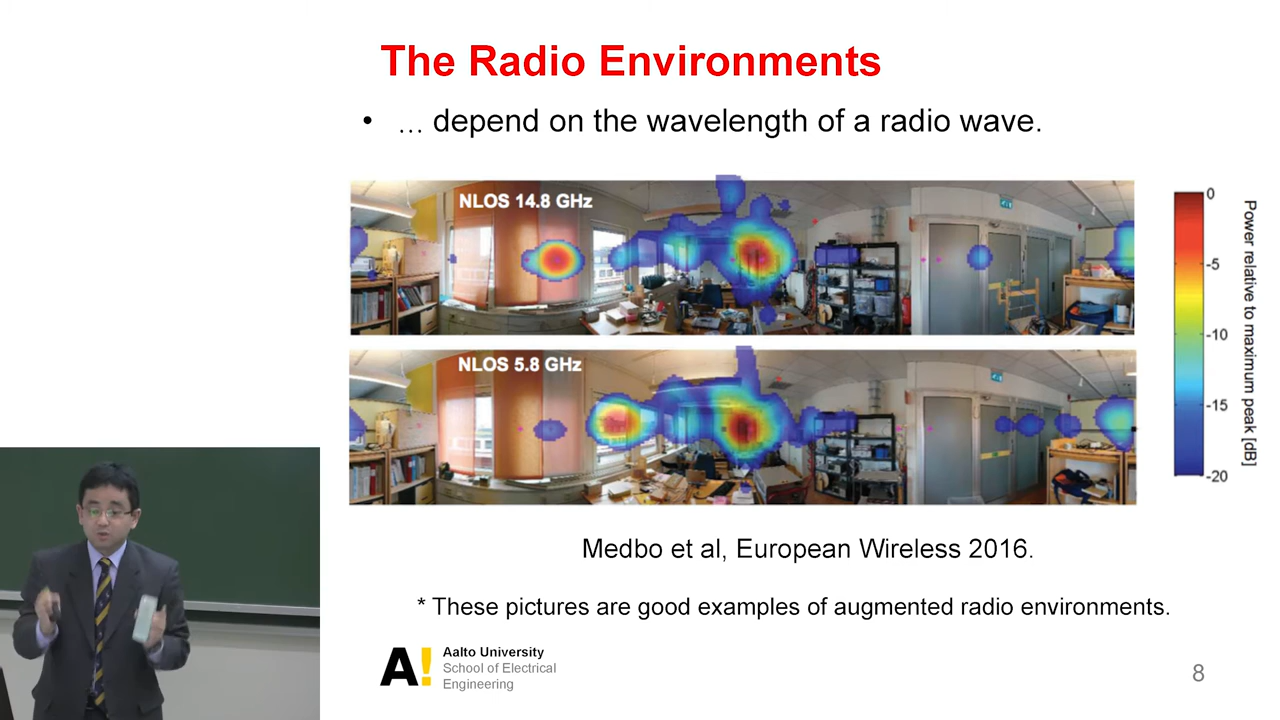 The Radio Environments
• … depend on the wavelength of a radio wave.
NLOS 14.8 GHz
NLOS 5.8 GHz
0
-5
-10
-15
-20
Power relative to maximum peak [dB]
Medbo et al, European Wireless 2016.
* These pictures are good examples of augmented radio environments.
A!
Aalto University
School of Electrical
Engineering
8